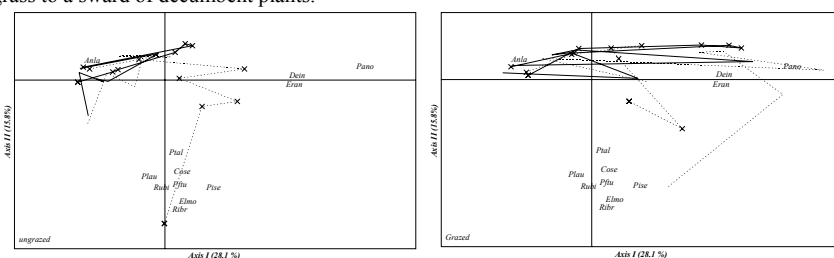 grass to a sward of decumbent plants.
Anla
Pano
Dein
Eran
Axis II (15.8%)
Ptal
Cose
Plau
Pftu
Rubi
Pise
Elmo
Ribr
ungrazed
Axis I (28.1 %)
Anla
Pano
Dein
Eran
Axis II (15.8%)
Ptal
Cose
Plau
Pftu
Rubi
Pise
Elmo
Ribr
Grazed
Axis I (28.1 %)